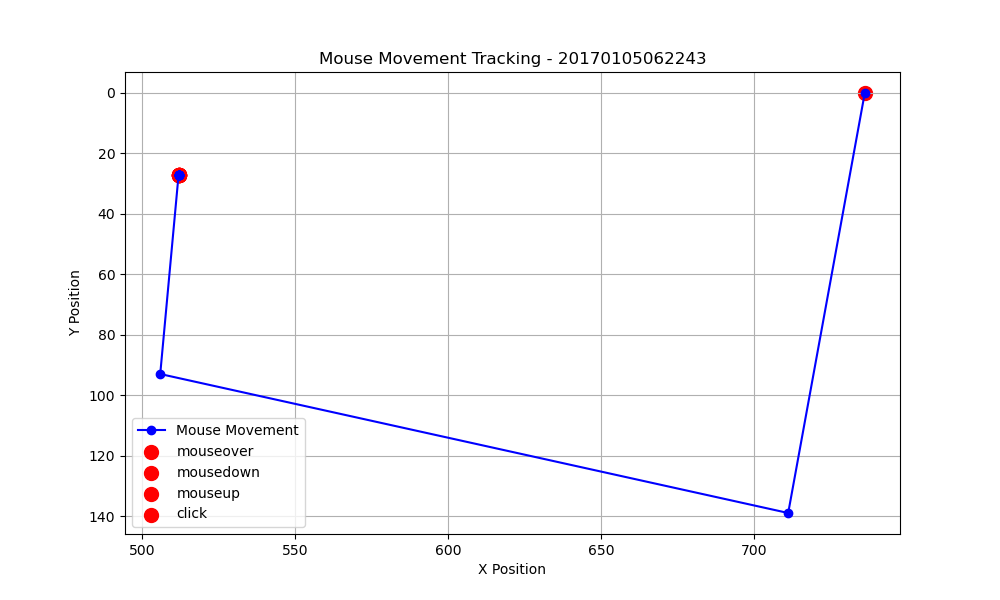 Mouse Movement Tracking - 20170105062243
0
20
40
60
80
100
120
140
Y Position
Mouse Movement
mouseover
mousedown
mouseup
click
500
550
600
650
700
X Position